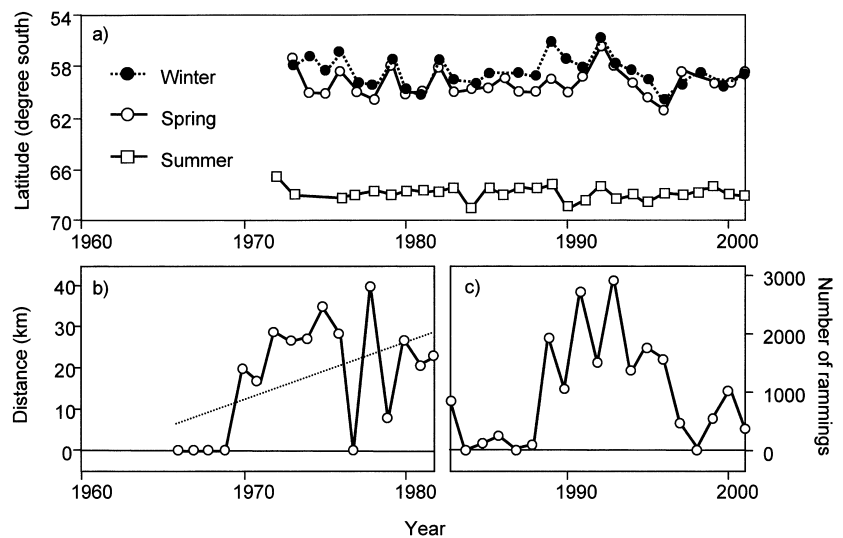 54
a)
58
62
66
70
Latitude (degree south)
Winter
Spring
Summer
1960
1970
1980
1990
2000
b)
40
30
20
10
0
Distance (km)
1960
1970
1980
c)
3000
2000
1000
0
Number of rammings
1990
2000
Year